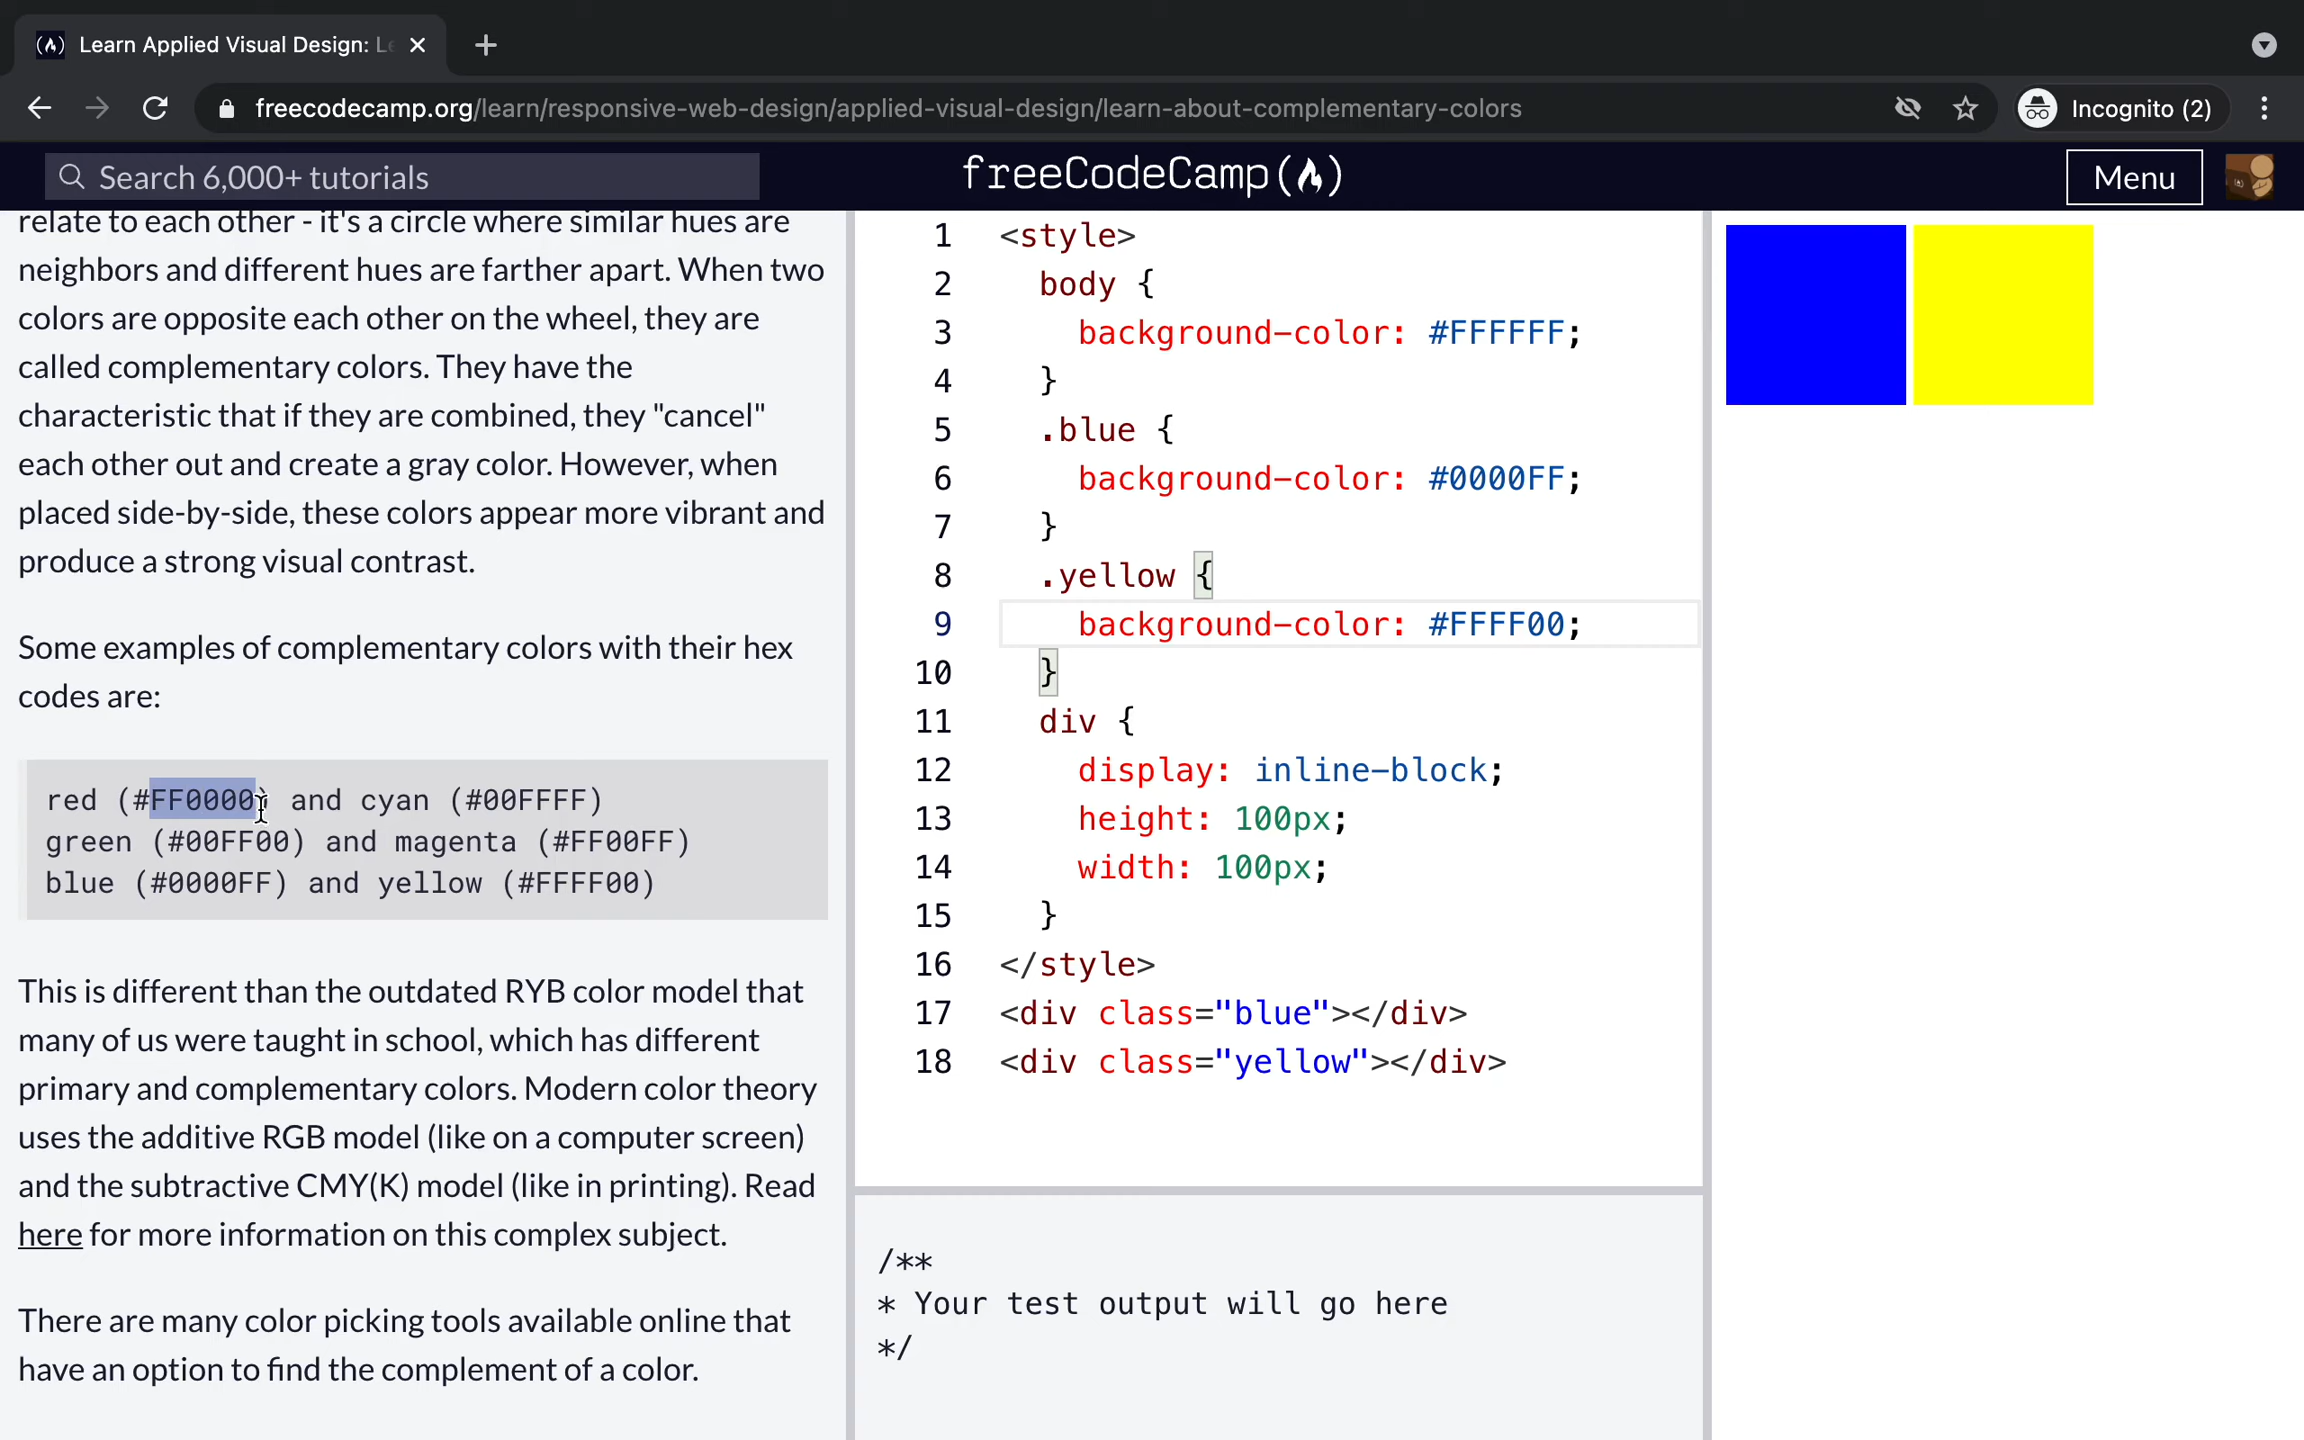 Learn Applied Visual Design: Le
freecodecamp.org/learn/responsive-web-design/applied-visual-design/learn-about-complementary-colors
Incognito (2)
Search 6,000+ tutorials
freeCodeCamp
Menu
relate to each other - it's a circle where similar hues are
neighbors and different hues are farther apart. When two
colors are opposite each other on the wheel, they are
called complementary colors. They have the
characteristic that if they are combined, they "cancel"
each other out and create a gray color. However, when
placed side-by-side, these colors appear more vibrant and
produce a strong visual contrast.
Some examples of complementary colors with their hex
codes are:
red (#FF0000) and cyan (#00FFFF)
green (#00FF00) and magenta (#FF00FF)
blue (#0000FF) and yellow (#FFFF00)
This is different than the outdated RYB color model that
many of us were taught in school, which has different
primary and complementary colors. Modern color theory
uses the additive RGB model (like on a computer screen)
and the subtractive CMY(K) model (like in printing). Read
here for more information on this complex subject.
There are many color picking tools available online that
have an option to find the complement of a color.
1 <style>
2 body {
3 background-color: #FFFFFF;
4 }
5 .blue {
6 background-color: #0000FF;
7 }
8 .yellow {
9 background-color: #FFFF00;
10 }
11 div {
12 display: inline-block;
13 height: 100px;
14 width: 100px;
15 }
16 </style>
17 <div class="blue"></div>
18 <div class="yellow"></div>
/**
* Your test output will go here
*/